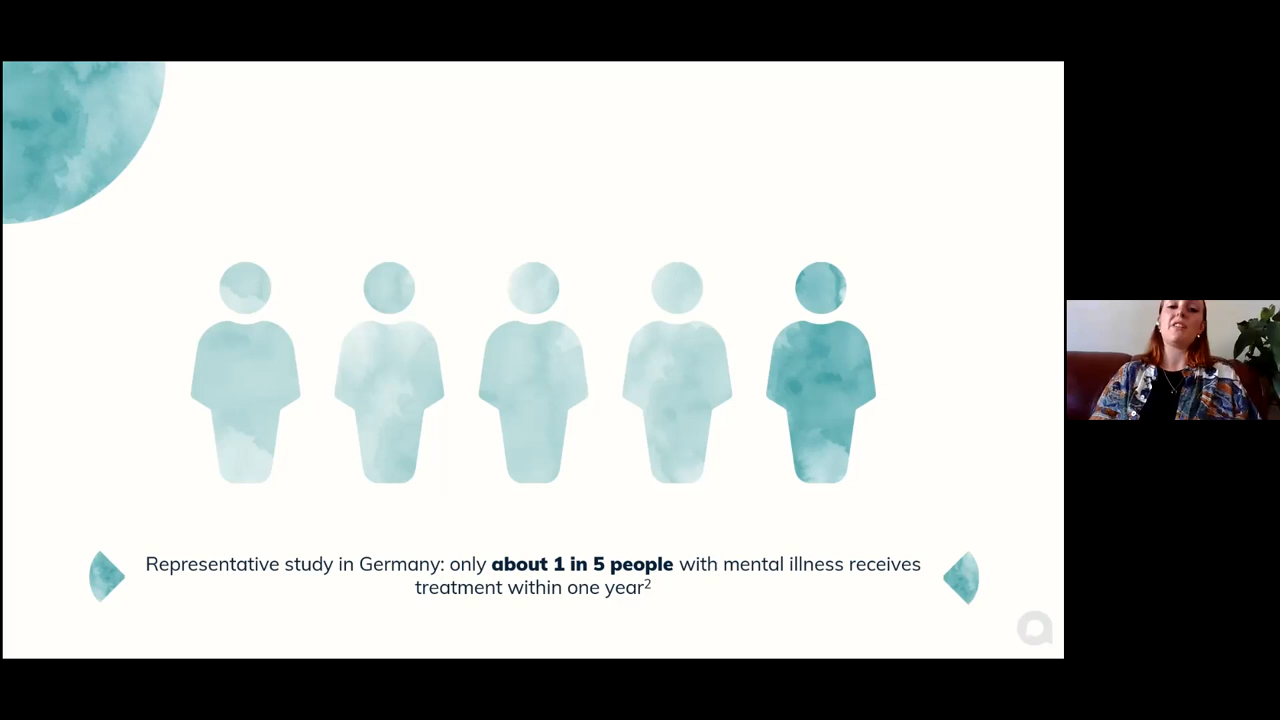 Representative study in Germany: only about 1 in 5 people with mental illness receives
treatment within one year²